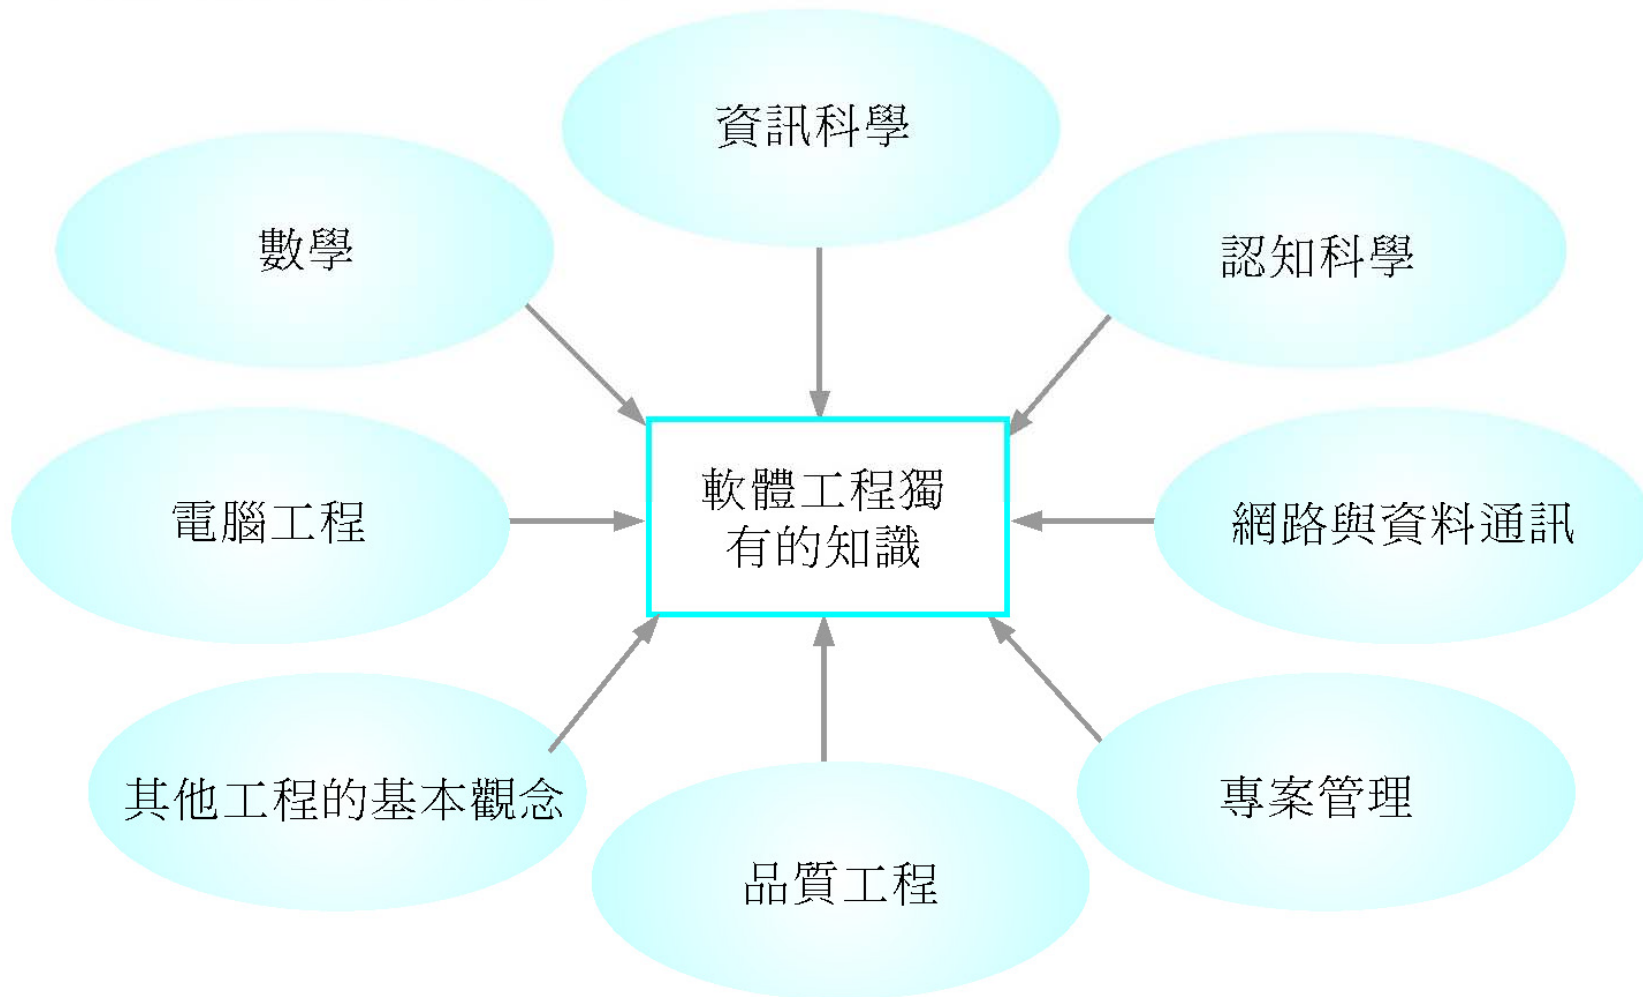 資訊科學
數學
認知科學
軟體工程獨
有的知識
電腦工程
網路與資料通訊
其他工程的基本觀念
專案管理
品質工程